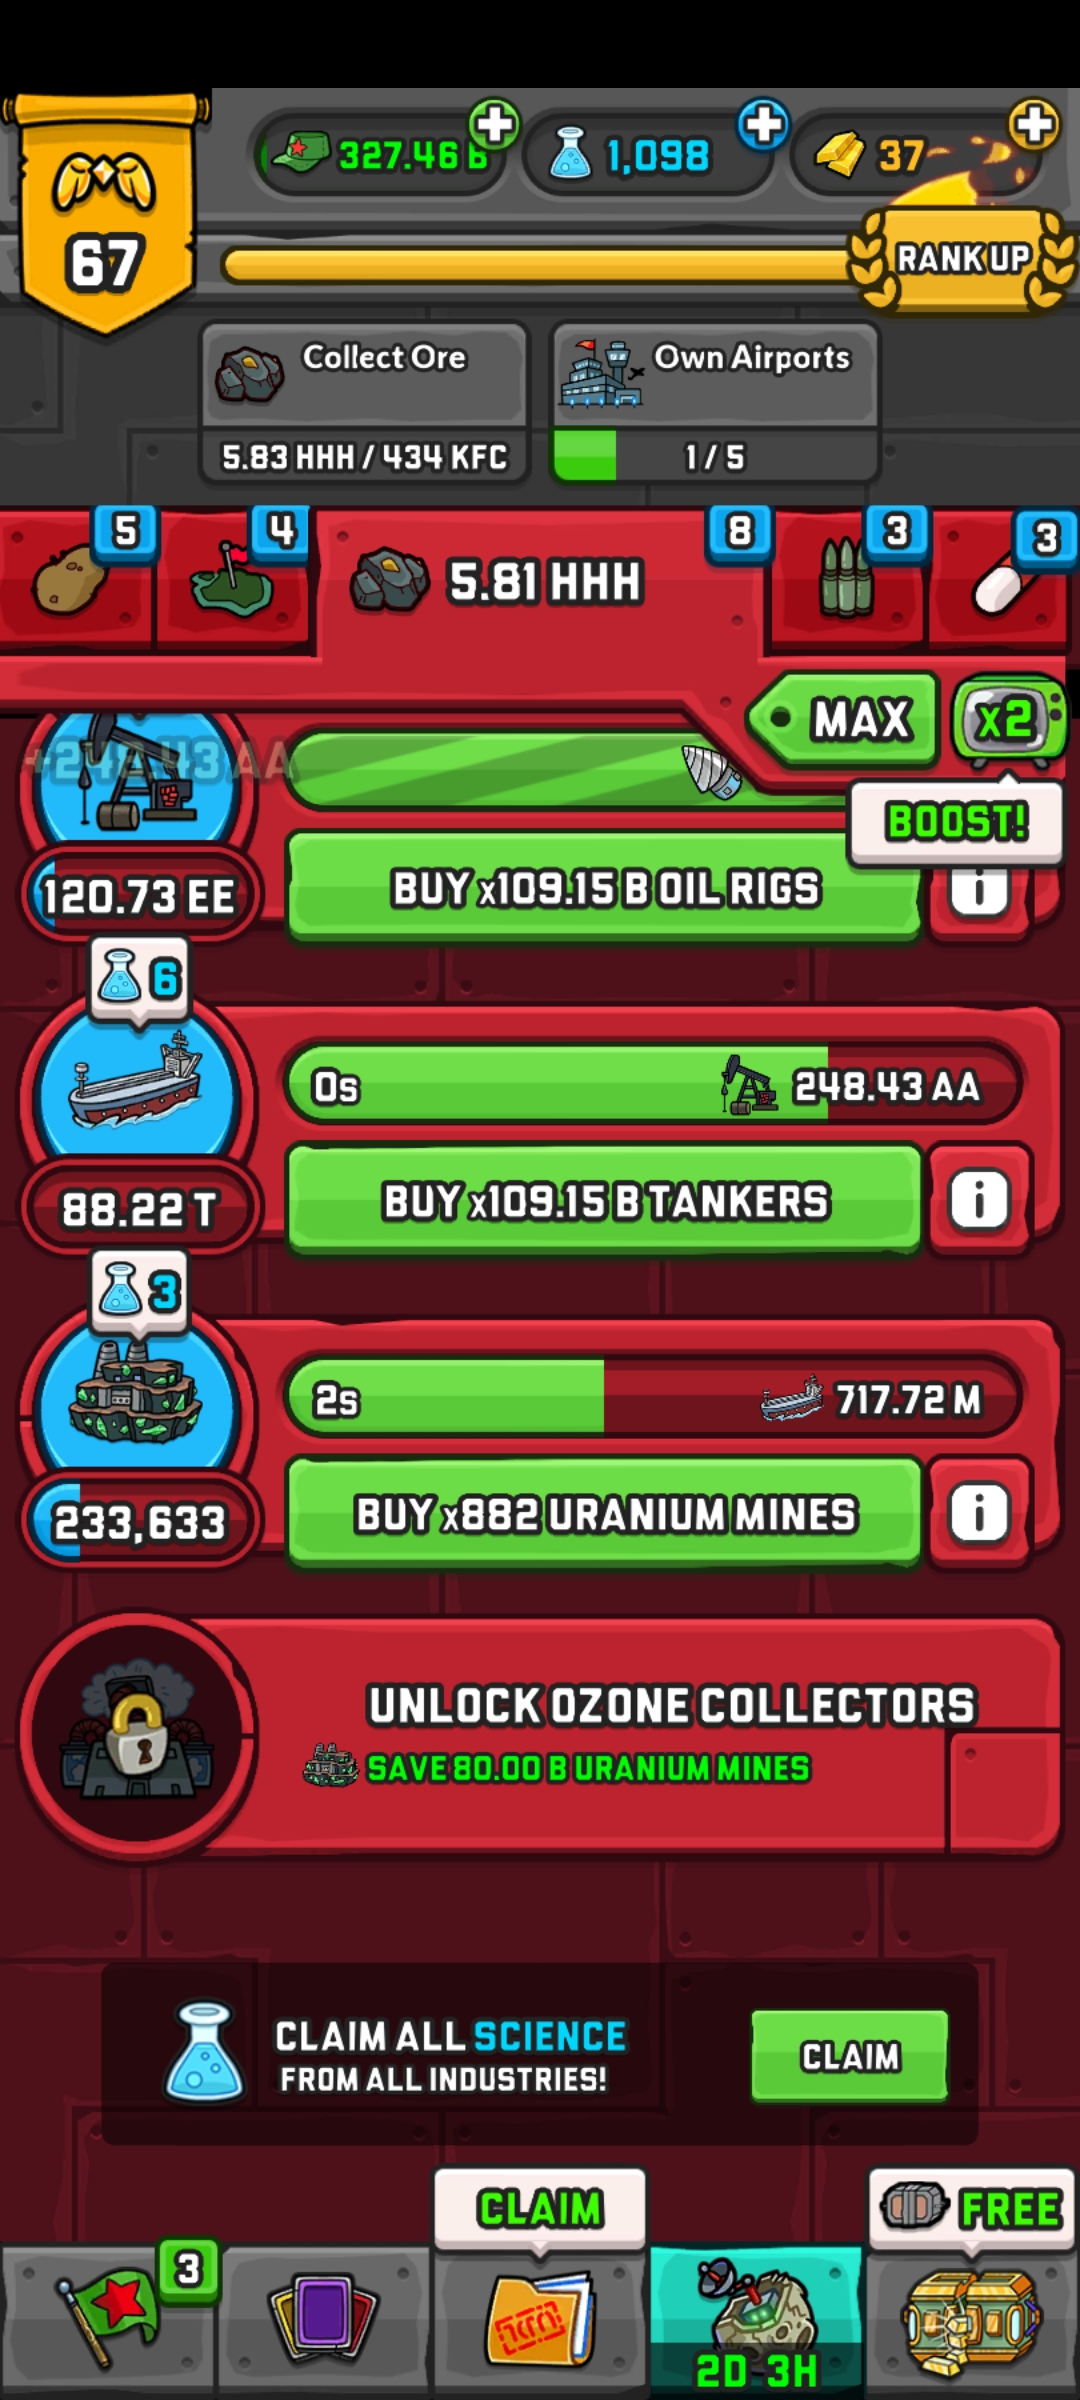 327.46 B
1,098
37
67
RANK UP
Collect Ore
Own Airports
5.83 HHH / 434 KFC
1 / 5
5
4
8
3
3
5.81 HHH
MAX
x2
+248.43 AA
BOOST!
BUY x109.15 B OIL RIGS
i
120.73 EE
6
0s
248.43 AA
BUY x109.15 B TANKERS
i
88.22 T
3
2s
717.72 M
BUY x882 URANIUM MINES
i
233,633
UNLOCK OZONE COLLECTORS
SAVE 80.00 B URANIUM MINES
CLAIM ALL SCIENCE
FROM ALL INDUSTRIES!
CLAIM
CLAIM
FREE
3
2D 3H